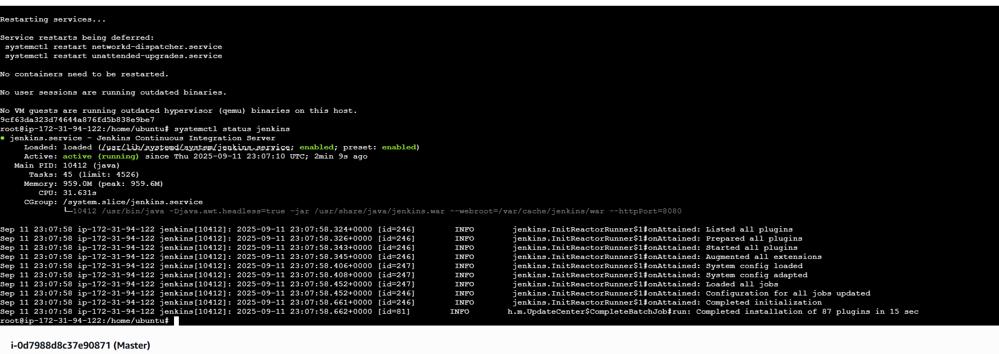 Restarting services...
Service restarts being deferred:
systemctl restart networkd-dispatcher.service
systemctl restart unattended-upgrades.service
No containers need to be restarted.
No user sessions are running outdated binaries.
No VM guests are running outdated hypervisor (qemu) binaries on this host.
9cf63da323d74644a876fd5b838e9be7
root@ip-172-31-94-122:/home/ubuntu# systemctl status jenkins
● jenkins.service - Jenkins Continuous Integration Server
Loaded: loaded (/usr/lib/systemd/system/jenkins.service; enabled; preset: enabled)
Active: active (running) since Thu 2025-09-11 23:07:10 UTC; 2min 9s ago
Main PID: 10412 (java)
Tasks: 45 (limit: 4526)
Memory: 959.0M (peak: 959.6M)
CPU: 31.631s
CGroup: /system.slice/jenkins.service
└─10412 /usr/bin/java -Djava.awt.headless=true -jar /usr/share/java/jenkins.war --webroot=/var/cache/jenkins/war --httpPort=8080
Sep 11 23:07:58 ip-172-31-94-122 jenkins[10412]: 2025-09-11 23:07:58.324+0000 [id=246] INFO jenkins.InitReactorRunner$1#onAttained: Listed all plugins
Sep 11 23:07:58 ip-172-31-94-122 jenkins[10412]: 2025-09-11 23:07:58.326+0000 [id=246] INFO jenkins.InitReactorRunner$1#onAttained: Prepared all plugins
Sep 11 23:07:58 ip-172-31-94-122 jenkins[10412]: 2025-09-11 23:07:58.343+0000 [id=246] INFO jenkins.InitReactorRunner$1#onAttained: Started all plugins
Sep 11 23:07:58 ip-172-31-94-122 jenkins[10412]: 2025-09-11 23:07:58.345+0000 [id=246] INFO jenkins.InitReactorRunner$1#onAttained: Augmented all extensions
Sep 11 23:07:58 ip-172-31-94-122 jenkins[10412]: 2025-09-11 23:07:58.406+0000 [id=247] INFO jenkins.InitReactorRunner$1#onAttained: System config loaded
Sep 11 23:07:58 ip-172-31-94-122 jenkins[10412]: 2025-09-11 23:07:58.408+0000 [id=247] INFO jenkins.InitReactorRunner$1#onAttained: System config adapted
Sep 11 23:07:58 ip-172-31-94-122 jenkins[10412]: 2025-09-11 23:07:58.452+0000 [id=247] INFO jenkins.InitReactorRunner$1#onAttained: Loaded all jobs
Sep 11 23:07:58 ip-172-31-94-122 jenkins[10412]: 2025-09-11 23:07:58.452+0000 [id=246] INFO jenkins.InitReactorRunner$1#onAttained: Configuration for all jobs updated
Sep 11 23:07:58 ip-172-31-94-122 jenkins[10412]: 2025-09-11 23:07:58.661+0000 [id=246] INFO jenkins.InitReactorRunner$1#onAttained: Completed initialization
Sep 11 23:07:58 ip-172-31-94-122 jenkins[10412]: 2025-09-11 23:07:58.662+0000 [id=81] INFO h.m.UpdateCenter$CompleteBatchJob#run: Completed installation of 87 plugins in 15 sec
root@ip-172-31-94-122:/home/ubuntu#
i-0d7988d8c37e90871 (Master)